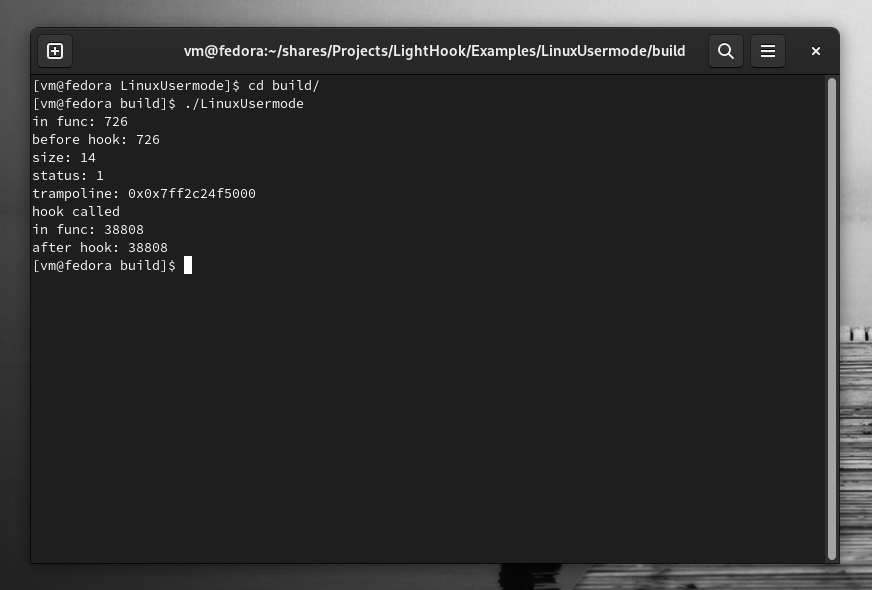 vm@fedora:~/shares/Projects/LightHook/Examples/LinuxUsermode/build
[vm@fedora LinuxUsermode]$ cd build/
[vm@fedora build]$ ./LinuxUsermode
in func: 726
before hook: 726
size: 14
status: 1
trampoline: 0x0x7ff2c24f5000
hook called
in func: 38808
after hook: 38808
[vm@fedora build]$